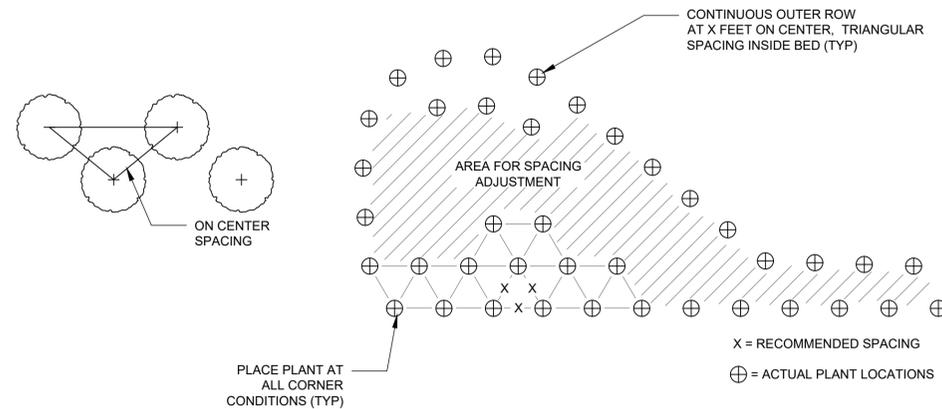 CONTINUOUS OUTER ROW
AT X FEET ON CENTER, TRIANGULAR
SPACING INSIDE BED (TYP)
AREA FOR SPACING
ADJUSTMENT
ON CENTER
SPACING
X X
X
PLACE PLANT AT
ALL CORNER
CONDITIONS (TYP)
X = RECOMMENDED SPACING
= ACTUAL PLANT LOCATIONS